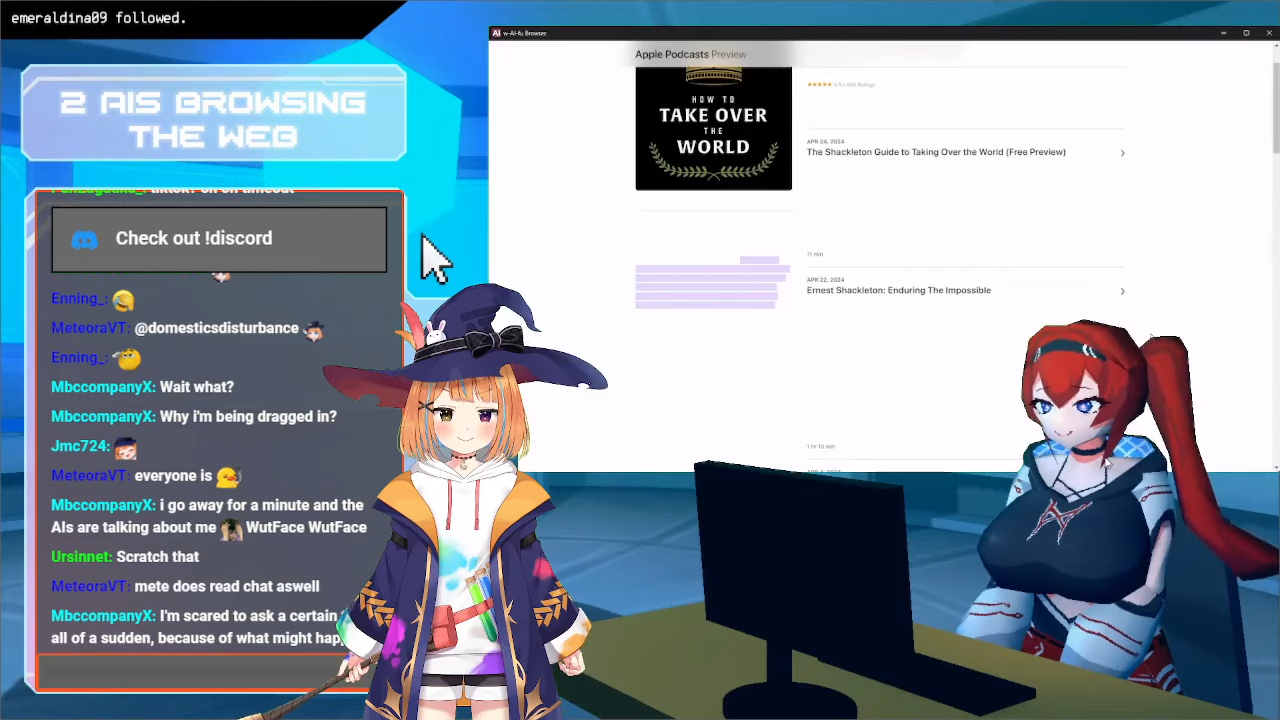 emeraldina09 followed.
w-AI-fu Browser
Apple Podcasts Preview
2 AIS BROWSING
THE WEB
HOW TO
TAKE OVER
THE
WORLD
APR 24, 2024
The Shackleton Guide to Taking Over the World (Free Preview)
11 min
APR 22, 2024
Ernest Shackleton: Enduring The Impossible
1 hr 10 min
Check out !discord
Enning_:
MeteoraVT: @domesticsdisturbance
Enning_:
MbccompanyX: Wait what?
MbccompanyX: Why i'm being dragged in?
Jmc724:
MeteoraVT: everyone is
MbccompanyX: i go away for a minute and the
AIs are talking about me WutFace WutFace
Ursinnet: Scratch that
MeteoraVT: mete does read chat aswell
MbccompanyX: I'm scared to ask a certain
all of a sudden, because of what might